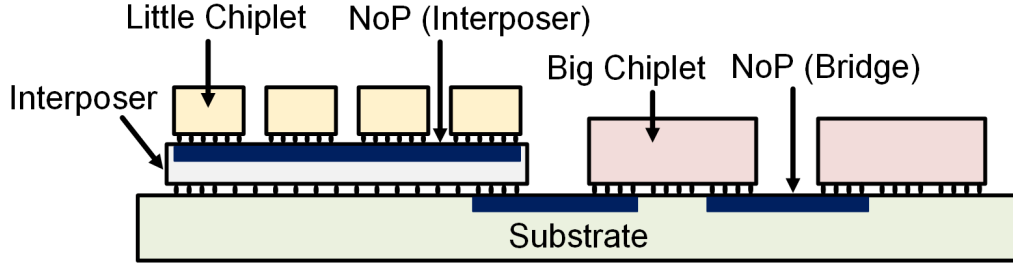 Little Chiplet
NoP (Interposer)
Big Chiplet
NoP (Bridge)
Interposer
Substrate